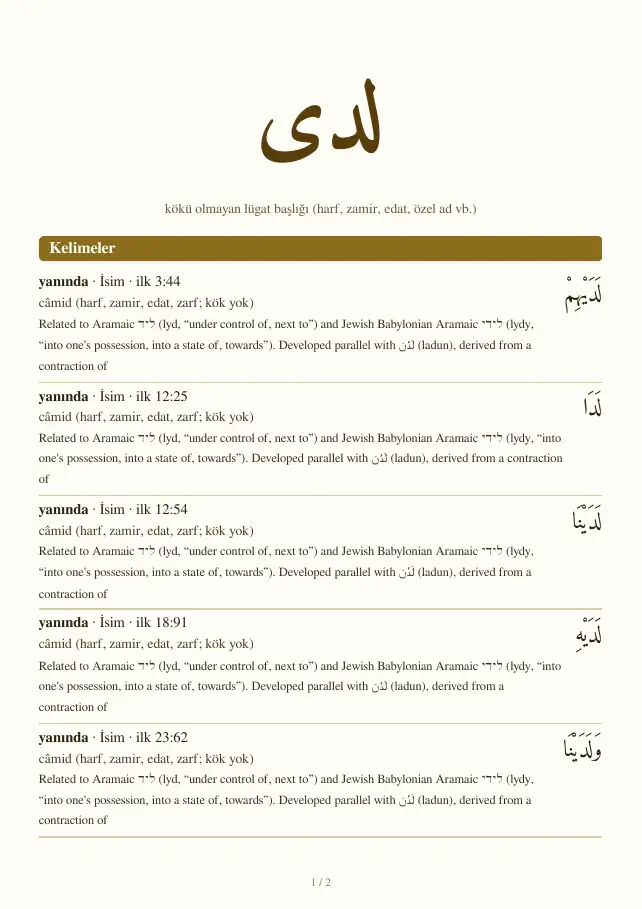 لدى
kökü olmayan lügat başlığı (harf, zamir, edat, özel ad vb.)
Kelimeler
yanında · İsim · ilk 3:44
لَدَيْهِمْ
câmid (harf, zamir, edat, zarf; kök yok)
Related to Aramaic ליד (lyd, “under control of, next to”) and Jewish Babylonian Aramaic לידי (lydy,
“into one's possession, into a state of, towards”). Developed parallel with لَدُن (ladun), derived from a
contraction of
yanında · İsim · ilk 12:25
لَدَا
câmid (harf, zamir, edat, zarf; kök yok)
Related to Aramaic ליד (lyd, “under control of, next to”) and Jewish Babylonian Aramaic לידי (lydy, “into
one's possession, into a state of, towards”). Developed parallel with لَدُن (ladun), derived from a contraction
of
yanında · İsim · ilk 12:54
لَدَيْنَا
câmid (harf, zamir, edat, zarf; kök yok)
Related to Aramaic ליד (lyd, “under control of, next to”) and Jewish Babylonian Aramaic לידי (lydy,
“into one's possession, into a state of, towards”). Developed parallel with لَدُن (ladun), derived from a
contraction of
yanında · İsim · ilk 18:91
لَدَيْهِ
câmid (harf, zamir, edat, zarf; kök yok)
Related to Aramaic ליד (lyd, “under control of, next to”) and Jewish Babylonian Aramaic לידי (lydy, “into
one's possession, into a state of, towards”). Developed parallel with لَدُن (ladun), derived from a
contraction of
yanında · İsim · ilk 23:62
وَلَدَيْنَا
câmid (harf, zamir, edat, zarf; kök yok)
Related to Aramaic ליד (lyd, “under control of, next to”) and Jewish Babylonian Aramaic לידי (lydy,
“into one's possession, into a state of, towards”). Developed parallel with لَدُن (ladun), derived from a
contraction of
1 / 2